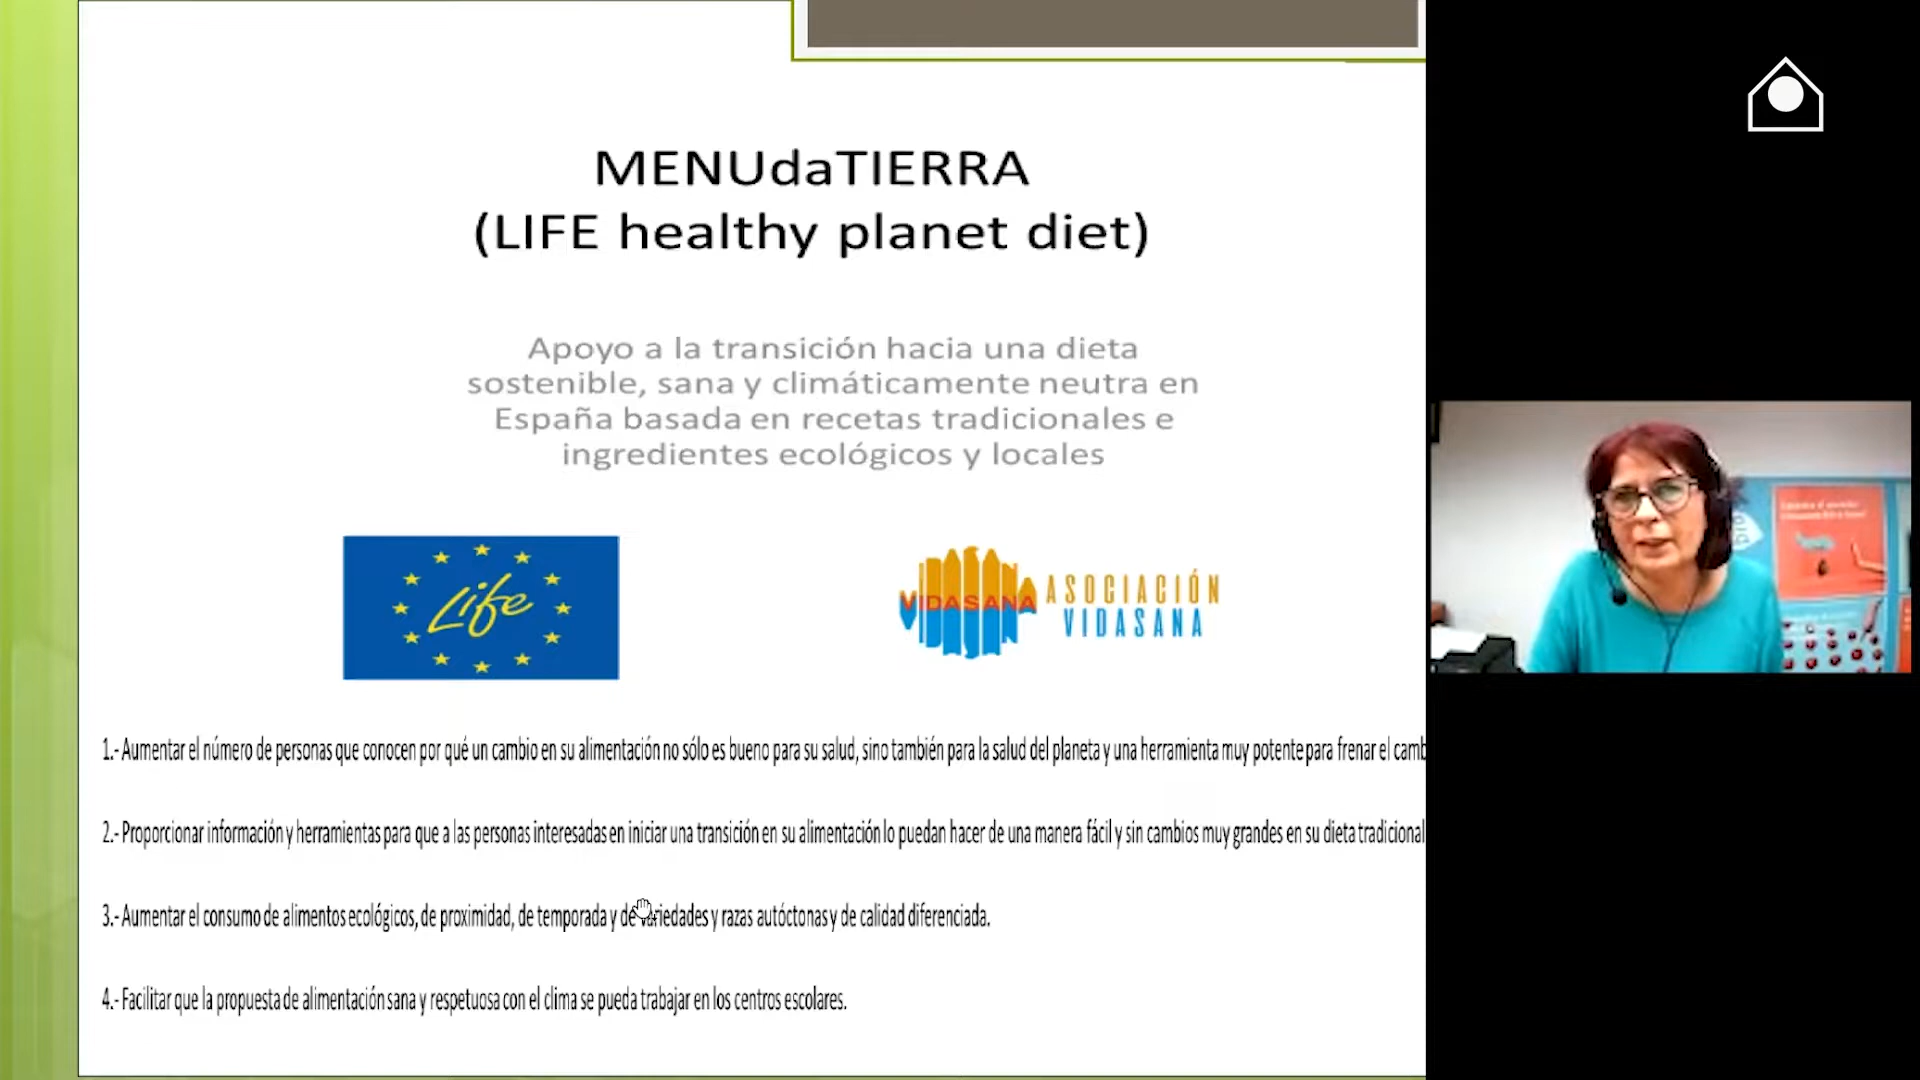 MENUdaTIERRA
(LIFE healthy planet diet)
Apoyo a la transición hacia una dieta
sostenible, sana y climáticamente neutra en
España basada en recetas tradicionales e
ingredientes ecológicos y locales
Life
VIDASANA
ASOCIACIÓN
VIDASANA
1.- Aumentar el número de personas que conocen por qué un cambio en su alimentación no sólo es bueno para su salud, sino también para la salud del planeta y una herramienta muy potente para frenar el camb
2.- Proporcionar información y herramientas para que a las personas interesadas en iniciar una transición en su alimentación lo puedan hacer de una manera fácil y sin cambios muy grandes en su dieta tradicional
3.- Aumentar el consumo de alimentos ecológicos, de proximidad, de temporada y de variedades y razas autóctonas y de calidad diferenciada.
4.- Facilitar que la propuesta de alimentación sana y respetuosa con el clima se pueda trabajar en los centros escolares.